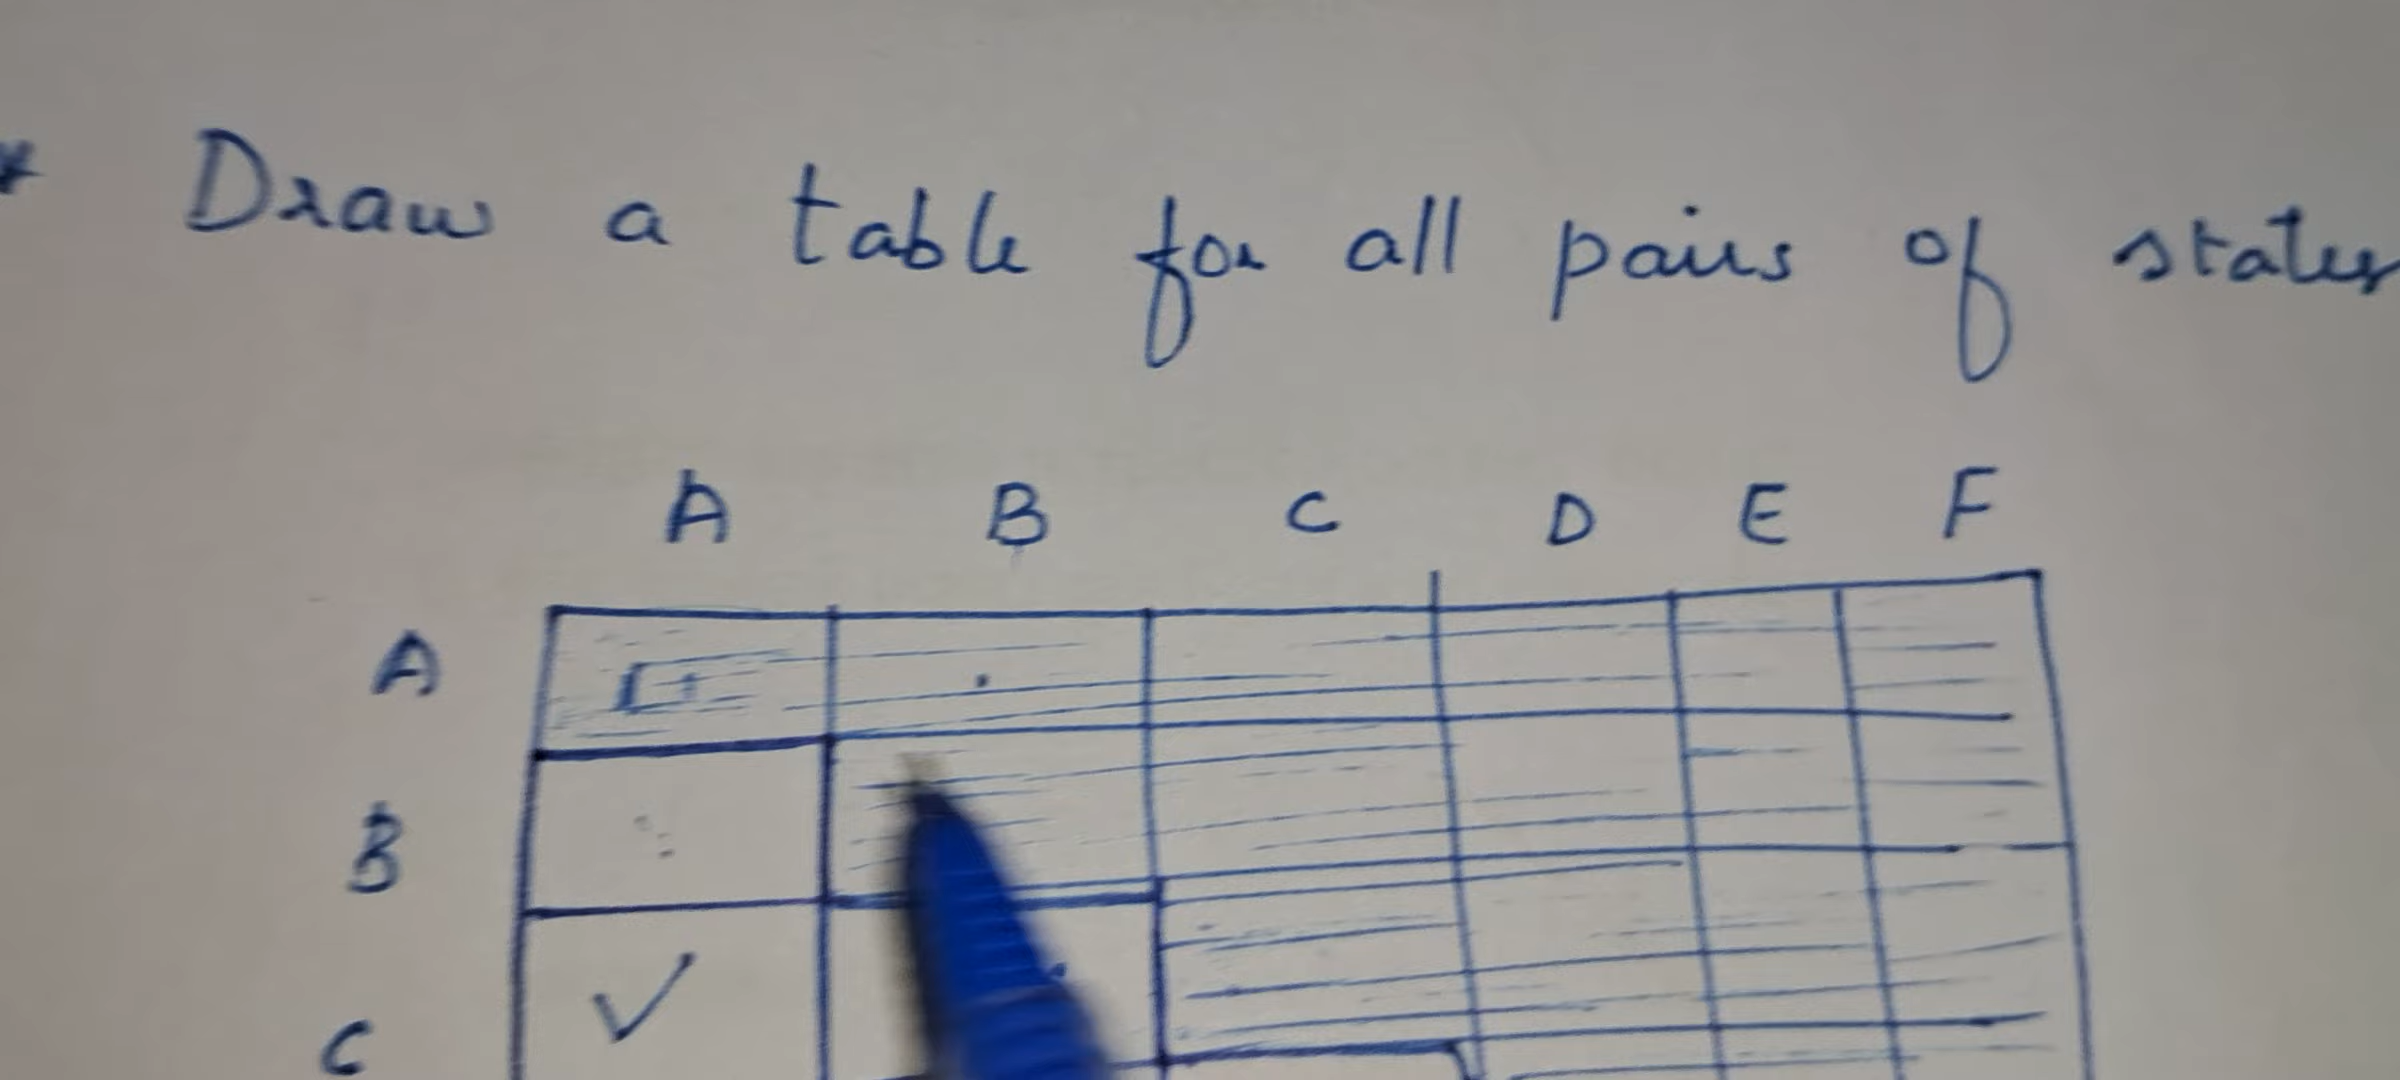 * Draw a table for all pairs of states
A B C D E F
A
B
C ✓